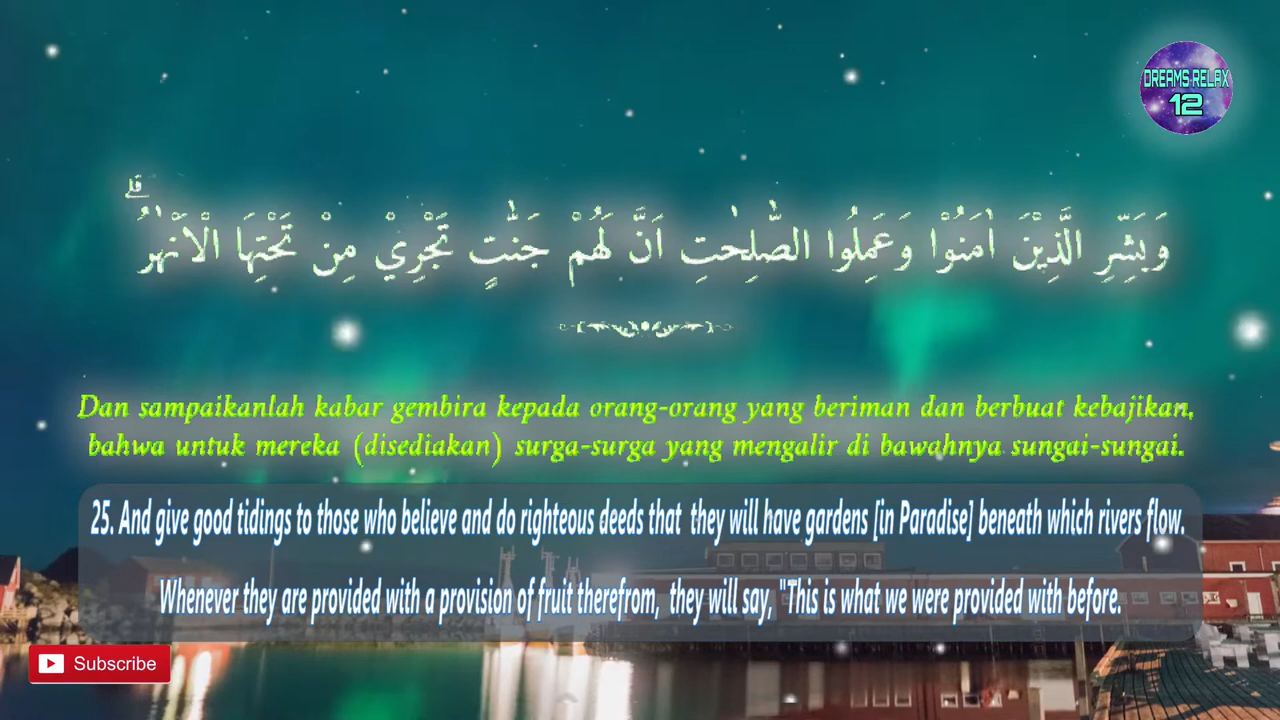 DREAMS RELAX
12
وَبَشِّرِ الَّذِيْنَ اٰمَنُوْا وَعَمِلُوا الصّٰلِحٰتِ اَنَّ لَهُمْ جَنّٰتٍ تَجْرِيْ مِنْ تَحْتِهَا الْاَنْهٰرُ ۗ
Dan sampaikanlah kabar gembira kepada orang-orang yang beriman dan berbuat kebajikan,
bahwa untuk mereka (disediakan) surga-surga yang mengalir di bawahnya sungai-sungai.
25. And give good tidings to those who believe and do righteous deeds that they will have gardens [in Paradise] beneath which rivers flow.
Whenever they are provided with a provision of fruit therefrom, they will say, "This is what we were provided with before.
Subscribe